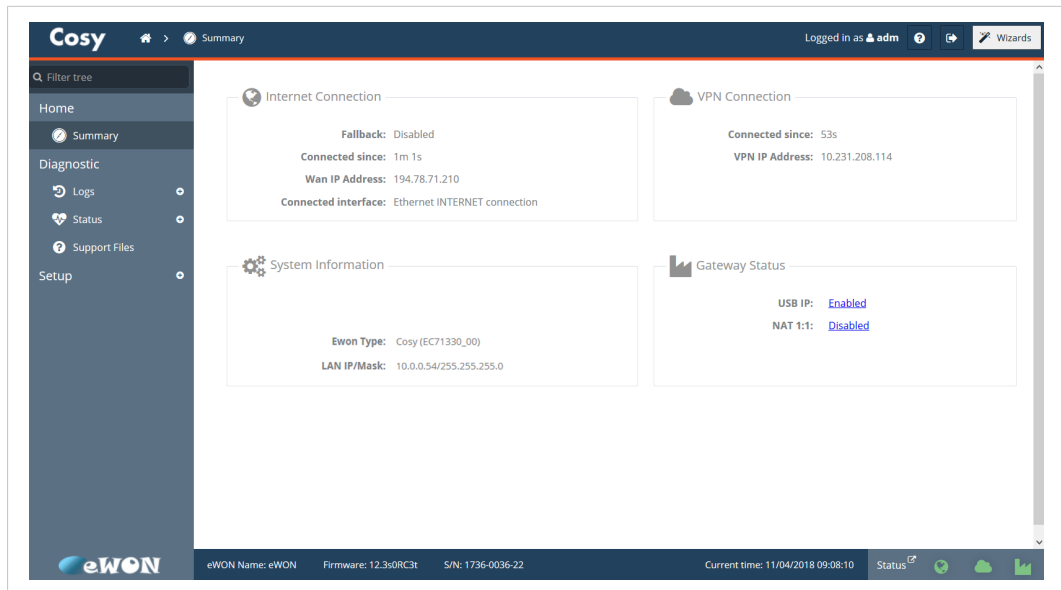 Cosy > Summary Logged in as adm Wizards
Filter tree
Home
Summary
Diagnostic
Logs
Status
Support Files
Setup
Internet Connection
Fallback: Disabled
Connected since: 1m 1s
Wan IP Address: 194.78.71.210
Connected interface: Ethernet INTERNET connection
VPN Connection
Connected since: 53s
VPN IP Address: 10.231.208.114
System Information
Ewon Type: Cosy (EC71330_00)
LAN IP/Mask: 10.0.0.54/255.255.255.0
Gateway Status
USB IP: Enabled
NAT 1:1: Disabled
eWON
eWON Name: eWON Firmware: 12.3s0RC3t S/N: 1736-0036-22 Current time: 11/04/2018 09:08:10 Status